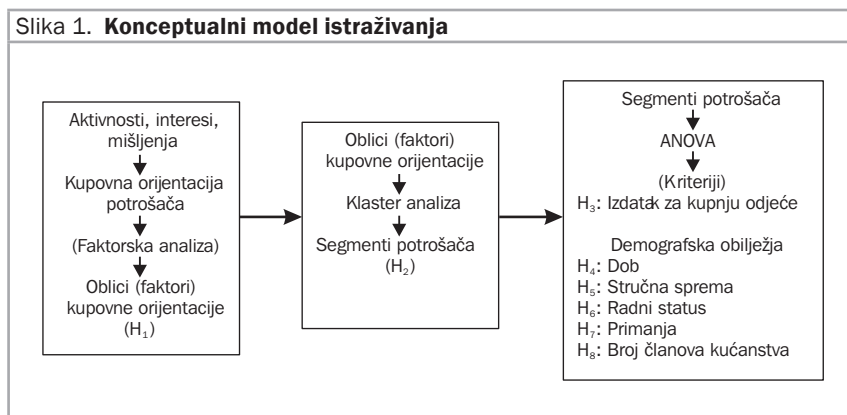 Slika 1. Konceptualni model istraživanja
Aktivnosti, interesi,
mišljenja
Kupovna orijentacija
potrošača
(Faktorska analiza)
Oblici (faktori)
kupovne orijentacije
(H₁)
Oblici (faktori)
kupovne orijentacije
Klaster analiza
Segmenti potrošača
(H₂)
Segmenti potrošača
ANOVA
(Kriteriji)
H₃: Izdatak za kupnju odjeće
Demografska obilježja
H₄: Dob
H₅: Stručna sprema
H₆: Radni status
H₇: Primanja
H₈: Broj članova kućanstva